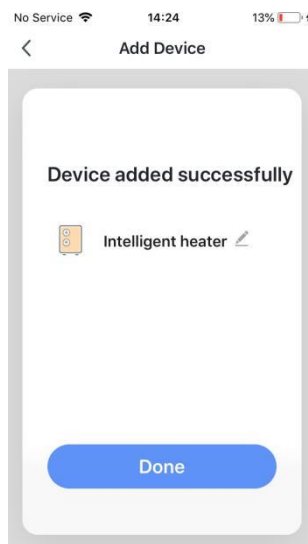 No Service 14:24 13%
Add Device
Device added successfully
Intelligent heater
Done